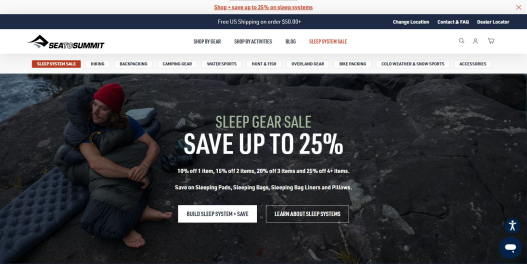 Shop + save up to 25% on sleep systems
Free US Shipping on order $50.00+
Change Location
Contact & FAQ
Dealer Locator
SEA TO SUMMIT
SHOP BY GEAR
SHOP BY ACTIVITIES
BLOG
SLEEP SYSTEM SALE
SLEEP SYSTEM SALE
HIKING
BACKPACKING
CAMPING GEAR
WATER SPORTS
HUNT & FISH
OVERLAND GEAR
BIKE PACKING
COLD WEATHER & SNOW SPORTS
ACCESSORIES
SLEEP GEAR SALE
SAVE UP TO 25%
10% off 1 item, 15% off 2 items, 20% off 3 items and 25% off 4+ items.
Save on Sleeping Pads, Sleeping Bags, Sleeping Bag Liners and Pillows.
BUILD SLEEP SYSTEM + SAVE
LEARN ABOUT SLEEP SYSTEMS